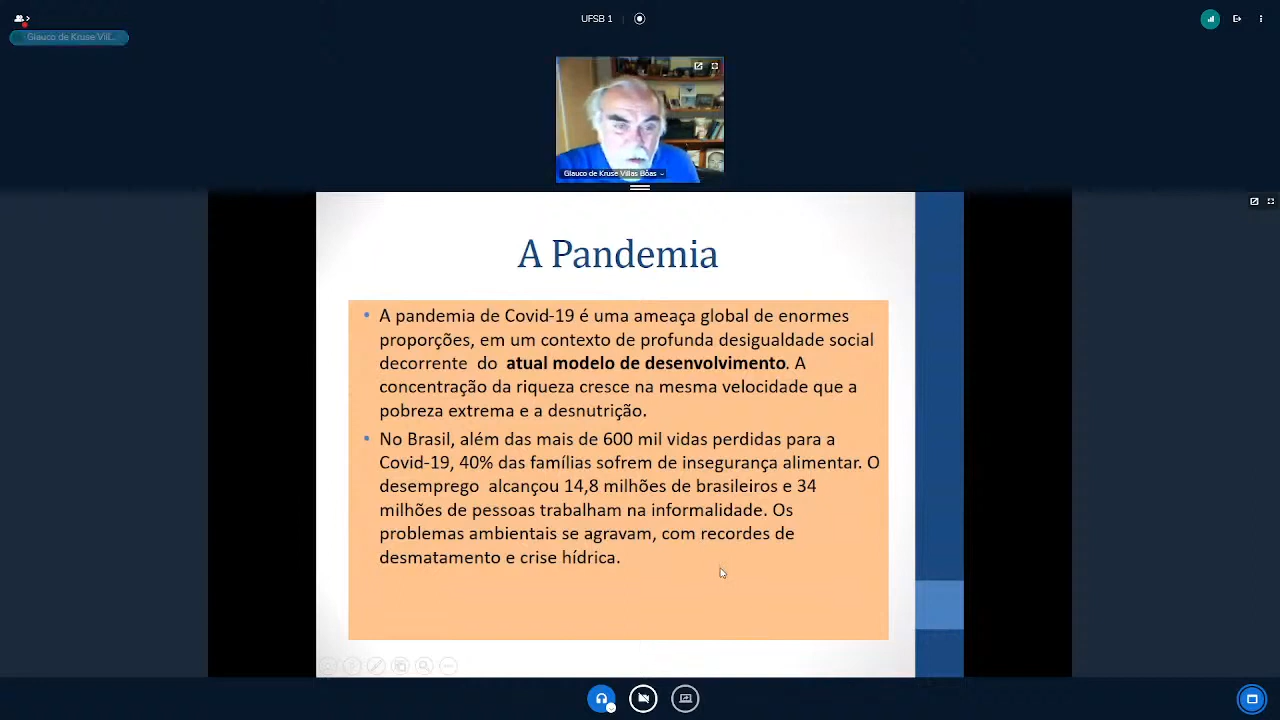 UFSB 1
Glauco de Kruse Vill...
Glauco de Kruse Villas Bôas
A Pandemia
• A pandemia de Covid-19 é uma ameaça global de enormes
proporções, em um contexto de profunda desigualdade social
decorrente do atual modelo de desenvolvimento. A
concentração da riqueza cresce na mesma velocidade que a
pobreza extrema e a desnutrição.
• No Brasil, além das mais de 600 mil vidas perdidas para a
Covid-19, 40% das famílias sofrem de insegurança alimentar. O
desemprego alcançou 14,8 milhões de brasileiros e 34
milhões de pessoas trabalham na informalidade. Os
problemas ambientais se agravam, com recordes de
desmatamento e crise hídrica.